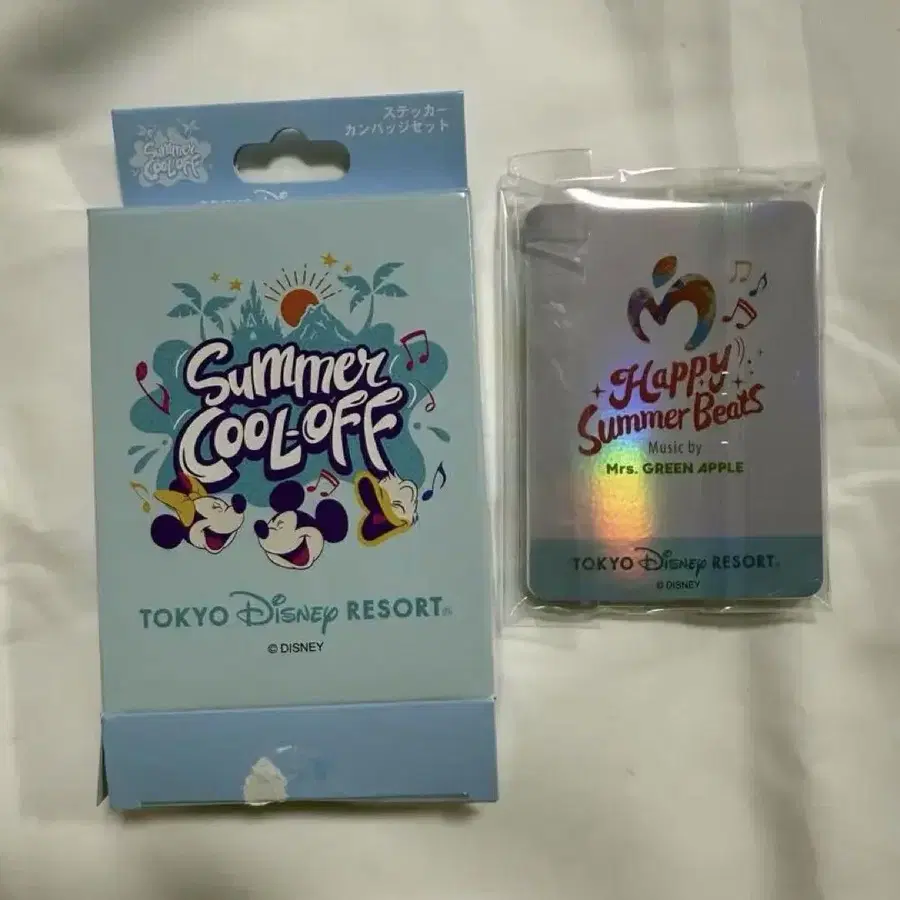 ステッカー
カンバッジセット
Summer
COOL-OFF
Summer
COOL-OFF
TOKYO Disney RESORT®
© DISNEY
Happy
Summer Beats
Music by
Mrs. GREEN APPLE
TOKYO Disney RESORT®
© DISNEY